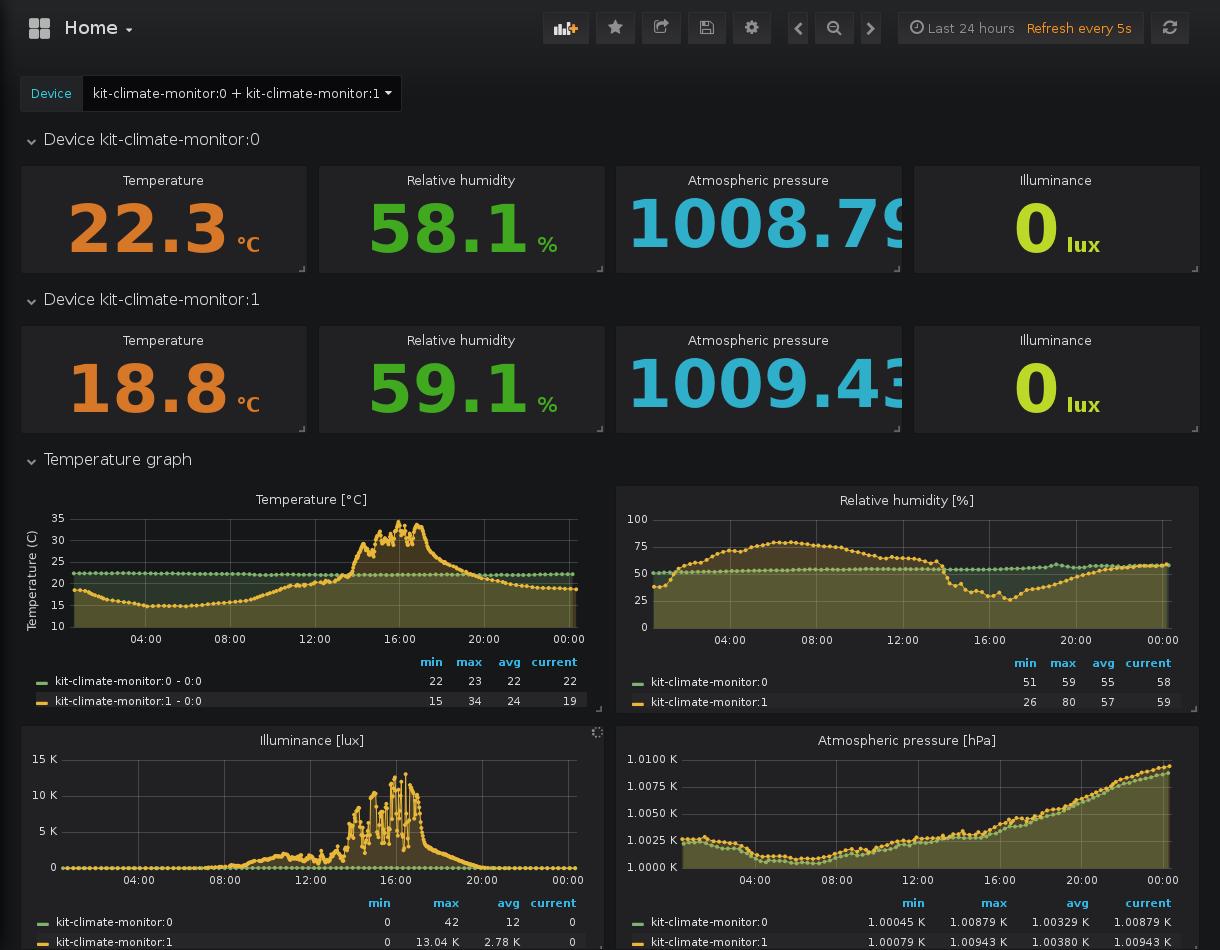 Home
Last 24 hours Refresh every 5s
Device kit-climate-monitor:0 + kit-climate-monitor:1
Device kit-climate-monitor:0
Temperature Relative humidity Atmospheric pressure Illuminance
22.3 °C 58.1 % 1008.79 0 lux
Device kit-climate-monitor:1
Temperature Relative humidity Atmospheric pressure Illuminance
18.8 °C 59.1 % 1009.43 0 lux
Temperature graph
Temperature [°C]
Temperature (C)
35
30
25
20
15
10
04:00 08:00 12:00 16:00 20:00 00:00
min max avg current
kit-climate-monitor:0 - 0:0 22 23 22 22
kit-climate-monitor:1 - 0:0 15 34 24 19
Relative humidity [%]
100
75
50
25
0
04:00 08:00 12:00 16:00 20:00 00:00
min max avg current
kit-climate-monitor:0 51 59 55 58
kit-climate-monitor:1 26 80 57 59
Illuminance [lux]
15 K
10 K
5 K
0
04:00 08:00 12:00 16:00 20:00 00:00
min max avg current
kit-climate-monitor:0 0 42 12 0
kit-climate-monitor:1 0 13.04 K 2.78 K 0
Atmospheric pressure [hPa]
1.0100 K
1.0075 K
1.0050 K
1.0025 K
1.0000 K
04:00 08:00 12:00 16:00 20:00 00:00
min max avg current
kit-climate-monitor:0 1.00045 K 1.00879 K 1.00329 K 1.00879 K
kit-climate-monitor:1 1.00079 K 1.00943 K 1.00380 K 1.00943 K